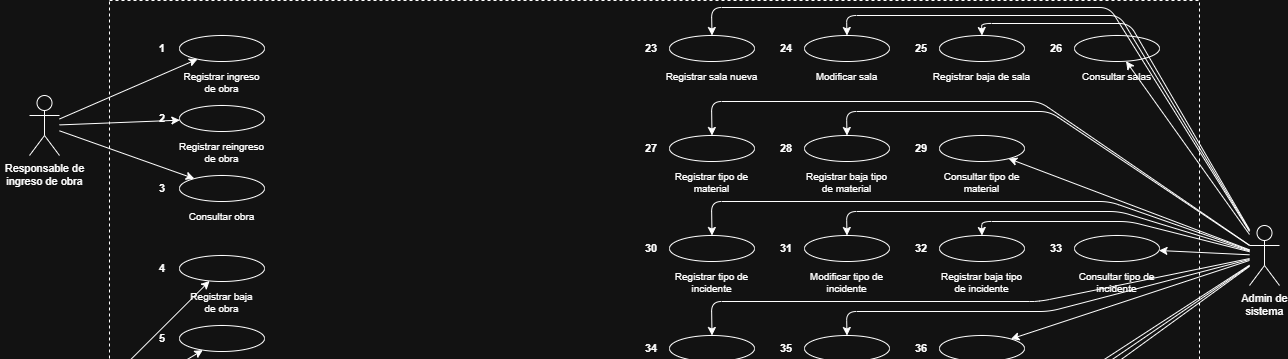 1
Registrar ingreso
de obra
2
Registrar reingreso
de obra
3
Consultar obra
Responsable de
ingreso de obra
4
Registrar baja
de obra
5
23
Registrar sala nueva
24
Modificar sala
25
Registrar baja de sala
26
Consultar salas
27
Registrar tipo de
material
28
Registrar baja tipo
de material
29
Consultar tipo de
material
30
Registrar tipo de
incidente
31
Modificar tipo de
incidente
32
Registrar baja tipo
de incidente
33
Consultar tipo de
incidente
34
35
36
Admin de
sistema